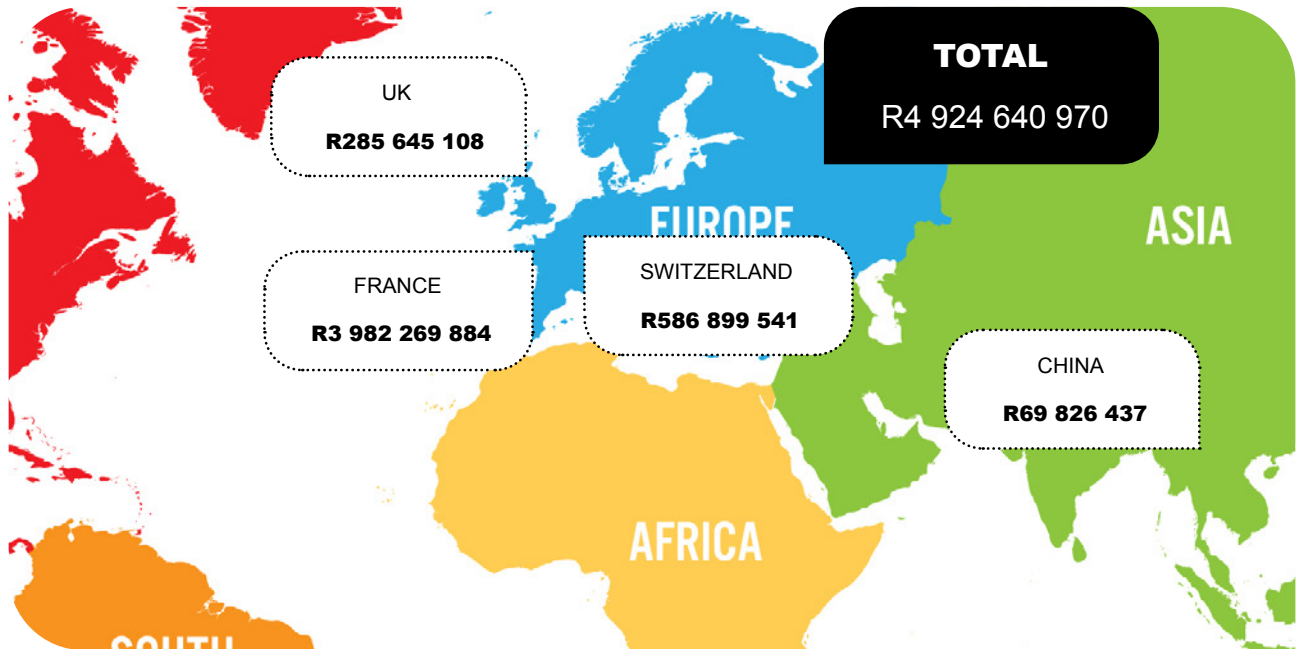 UK
R285 645 108
TOTAL
R4 924 640 970
EUROPE
ASIA
FRANCE
R3 982 269 884
SWITZERLAND
R586 899 541
CHINA
R69 826 437
AFRICA
SOUTH